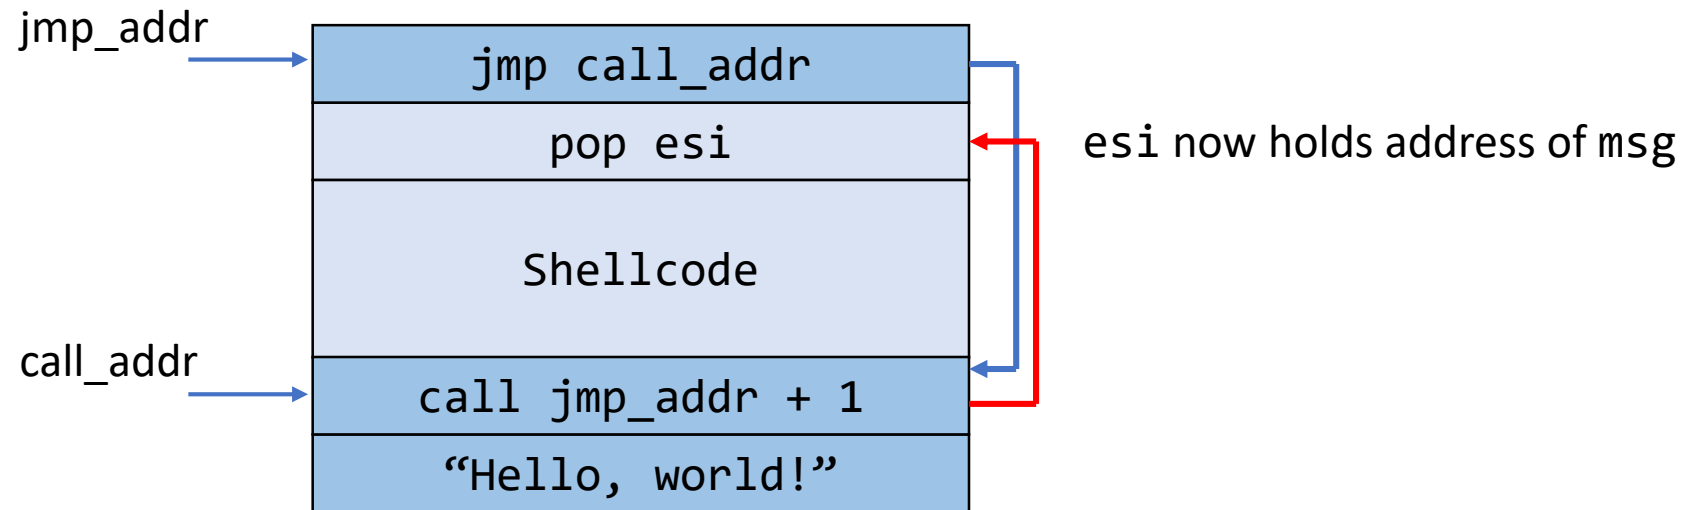 jmp_addr
jmp call_addr
pop esi
esi now holds address of msg
Shellcode
call_addr
call jmp_addr + 1
“Hello, world!”